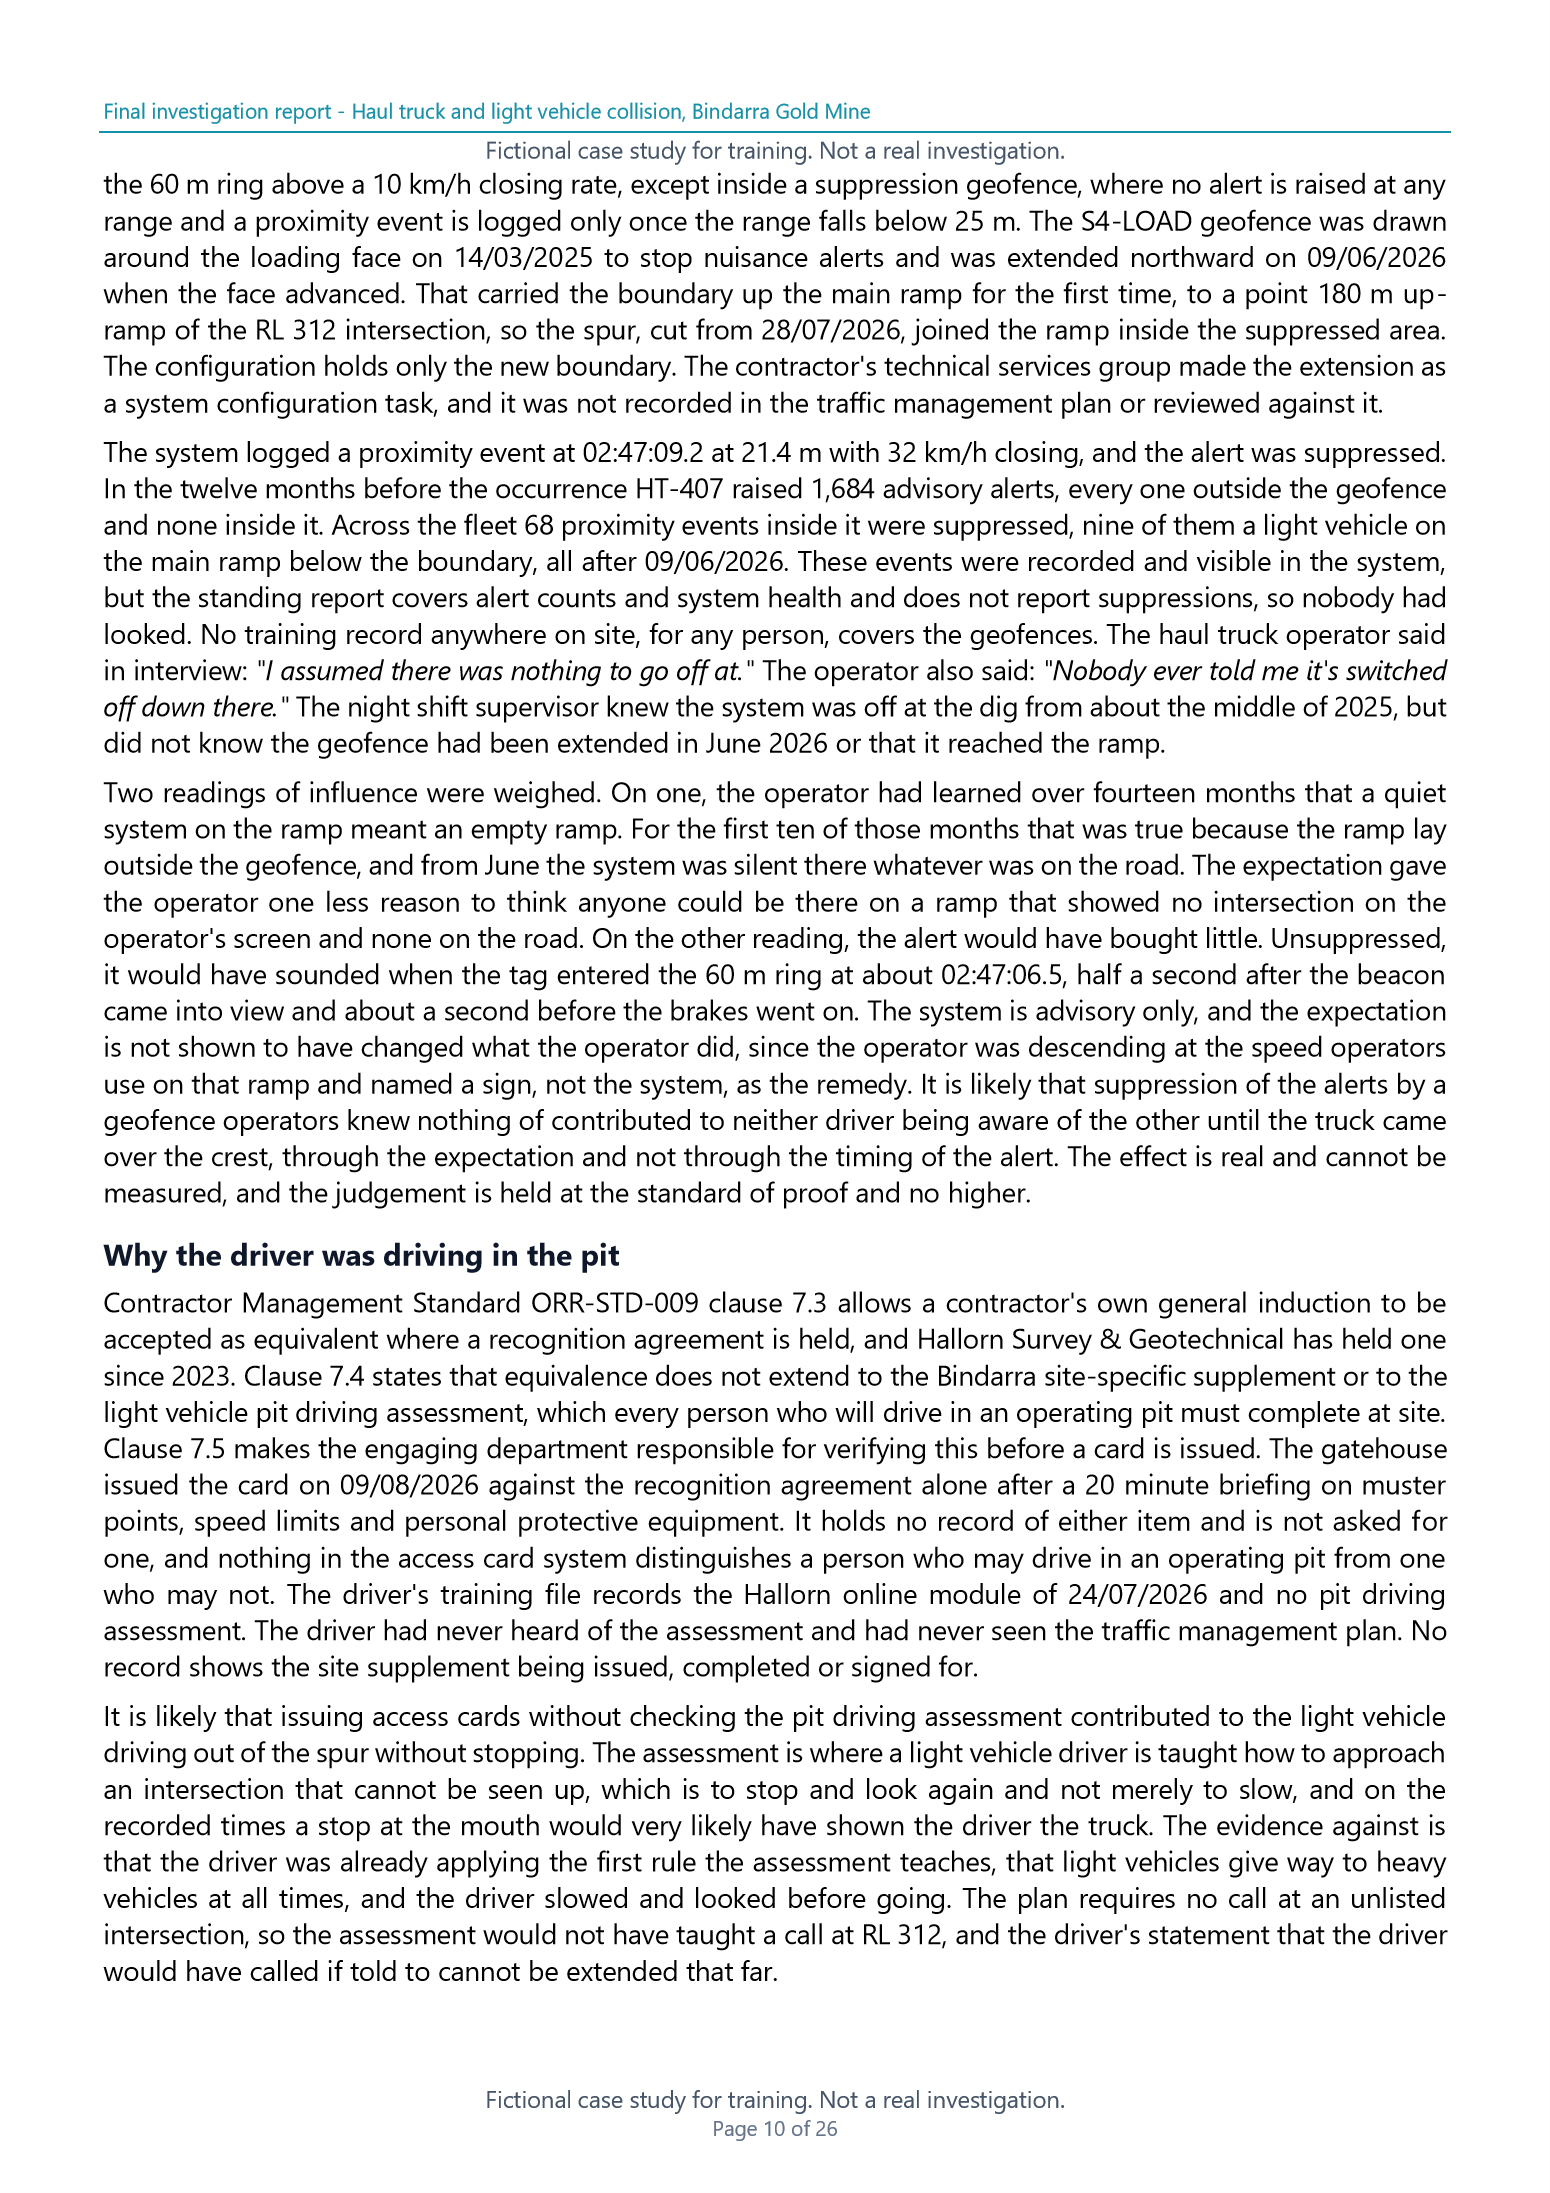 Final investigation report - Haul truck and light vehicle collision, Bindarra Gold Mine
Fictional case study for training. Not a real investigation.
the 60 m ring above a 10 km/h closing rate, except inside a suppression geofence, where no alert is raised at any
range and a proximity event is logged only once the range falls below 25 m. The S4-LOAD geofence was drawn
around the loading face on 14/03/2025 to stop nuisance alerts and was extended northward on 09/06/2026
when the face advanced. That carried the boundary up the main ramp for the first time, to a point 180 m up-
ramp of the RL 312 intersection, so the spur, cut from 28/07/2026, joined the ramp inside the suppressed area.
The configuration holds only the new boundary. The contractor's technical services group made the extension as
a system configuration task, and it was not recorded in the traffic management plan or reviewed against it.
The system logged a proximity event at 02:47:09.2 at 21.4 m with 32 km/h closing, and the alert was suppressed.
In the twelve months before the occurrence HT-407 raised 1,684 advisory alerts, every one outside the geofence
and none inside it. Across the fleet 68 proximity events inside it were suppressed, nine of them a light vehicle on
the main ramp below the boundary, all after 09/06/2026. These events were recorded and visible in the system,
but the standing report covers alert counts and system health and does not report suppressions, so nobody had
looked. No training record anywhere on site, for any person, covers the geofences. The haul truck operator said
in interview: "I assumed there was nothing to go off at." The operator also said: "Nobody ever told me it's switched
off down there." The night shift supervisor knew the system was off at the dig from about the middle of 2025, but
did not know the geofence had been extended in June 2026 or that it reached the ramp.
Two readings of influence were weighed. On one, the operator had learned over fourteen months that a quiet
system on the ramp meant an empty ramp. For the first ten of those months that was true because the ramp lay
outside the geofence, and from June the system was silent there whatever was on the road. The expectation gave
the operator one less reason to think anyone could be there on a ramp that showed no intersection on the
operator's screen and none on the road. On the other reading, the alert would have bought little. Unsuppressed,
it would have sounded when the tag entered the 60 m ring at about 02:47:06.5, half a second after the beacon
came into view and about a second before the brakes went on. The system is advisory only, and the expectation
is not shown to have changed what the operator did, since the operator was descending at the speed operators
use on that ramp and named a sign, not the system, as the remedy. It is likely that suppression of the alerts by a
geofence operators knew nothing of contributed to neither driver being aware of the other until the truck came
over the crest, through the expectation and not through the timing of the alert. The effect is real and cannot be
measured, and the judgement is held at the standard of proof and no higher.
Why the driver was driving in the pit
Contractor Management Standard ORR-STD-009 clause 7.3 allows a contractor's own general induction to be
accepted as equivalent where a recognition agreement is held, and Hallorn Survey & Geotechnical has held one
since 2023. Clause 7.4 states that equivalence does not extend to the Bindarra site-specific supplement or to the
light vehicle pit driving assessment, which every person who will drive in an operating pit must complete at site.
Clause 7.5 makes the engaging department responsible for verifying this before a card is issued. The gatehouse
issued the card on 09/08/2026 against the recognition agreement alone after a 20 minute briefing on muster
points, speed limits and personal protective equipment. It holds no record of either item and is not asked for
one, and nothing in the access card system distinguishes a person who may drive in an operating pit from one
who may not. The driver's training file records the Hallorn online module of 24/07/2026 and no pit driving
assessment. The driver had never heard of the assessment and had never seen the traffic management plan. No
record shows the site supplement being issued, completed or signed for.
It is likely that issuing access cards without checking the pit driving assessment contributed to the light vehicle
driving out of the spur without stopping. The assessment is where a light vehicle driver is taught how to approach
an intersection that cannot be seen up, which is to stop and look again and not merely to slow, and on the
recorded times a stop at the mouth would very likely have shown the driver the truck. The evidence against is
that the driver was already applying the first rule the assessment teaches, that light vehicles give way to heavy
vehicles at all times, and the driver slowed and looked before going. The plan requires no call at an unlisted
intersection, so the assessment would not have taught a call at RL 312, and the driver's statement that the driver
would have called if told to cannot be extended that far.
Fictional case study for training. Not a real investigation.
Page 10 of 26